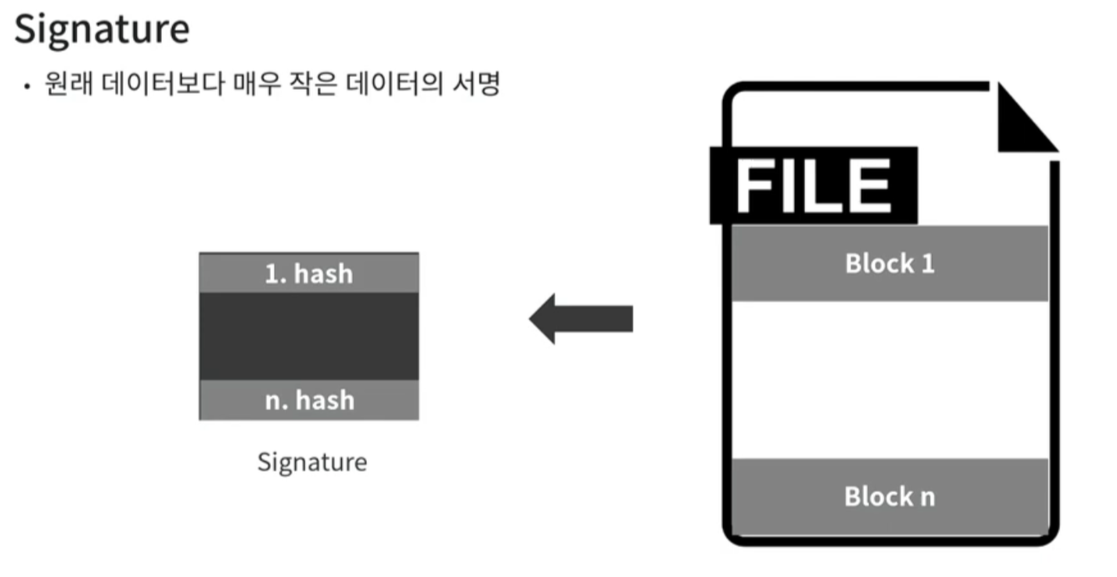 Signature
• 원래 데이터보다 매우 작은 데이터의 서명
FILE
Block 1
1. hash
n. hash
Signature
Block n